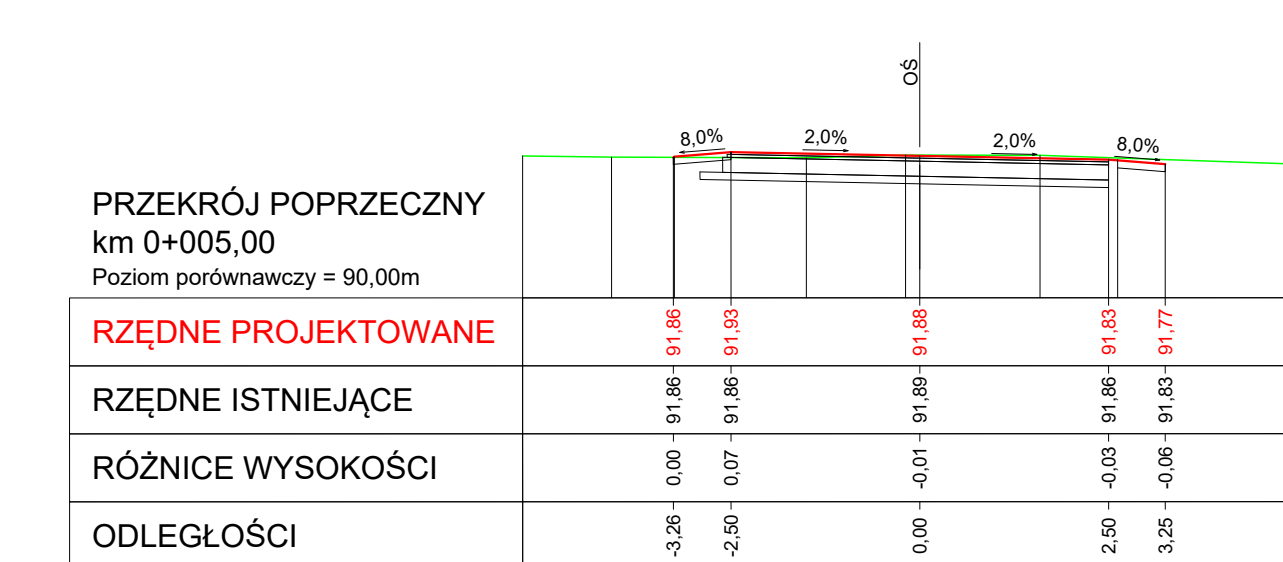 OŚ
8,0% 2,0% 2,0% 8,0%
PRZEKRÓJ POPRZECZNY
km 0+005,00
Poziom porównawczy = 90,00m
RZĘDNE PROJEKTOWANE 91,86 91,93 91,88 91,83 91,77
RZĘDNE ISTNIEJĄCE 91,86 91,86 91,89 91,86 91,83
RÓŻNICE WYSOKOŚCI 0,00 0,07 -0,01 -0,03 -0,06
ODLEGŁOŚCI -3,26 -2,50 0,00 2,50 3,25